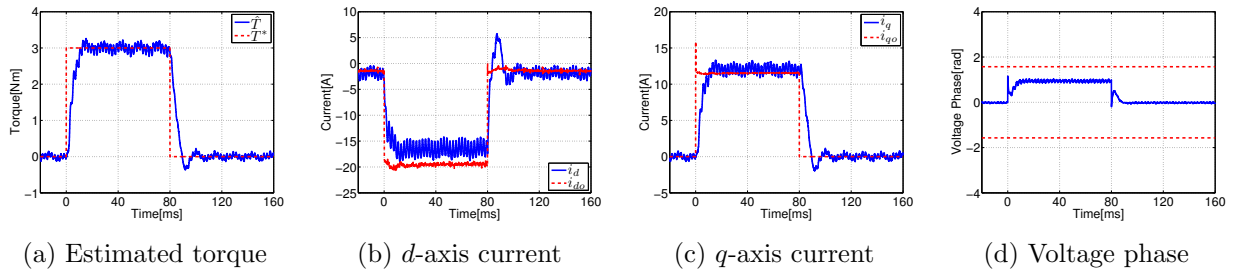 4
3
2
1
0
−1
Torque[Nm]
0 40 80 120 160
Time[ms]
T̂
T*
10
5
0
−5
−10
−15
−20
−25
Current[A]
0 40 80 120 160
Time[ms]
i_d
i_do
20
15
10
5
0
−5
Current[A]
0 40 80 120 160
Time[ms]
i_q
i_qo
4
2
0
−2
−4
Voltage Phase[rad]
0 40 80 120 160
Time[ms]
(a) Estimated torque
(b) d-axis current
(c) q-axis current
(d) Voltage phase